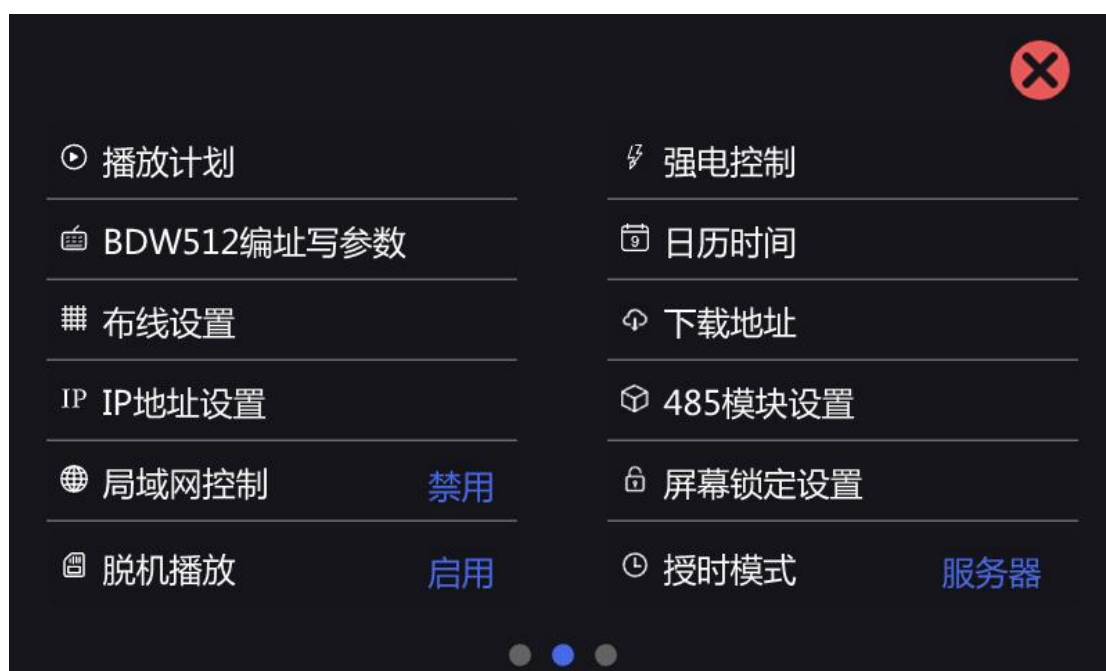 播放计划
强电控制
BDW512编址写参数
9 日历时间
布线设置
下载地址
IP IP地址设置
485模块设置
局域网控制 禁用
屏幕锁定设置
脱机播放 启用
授时模式 服务器